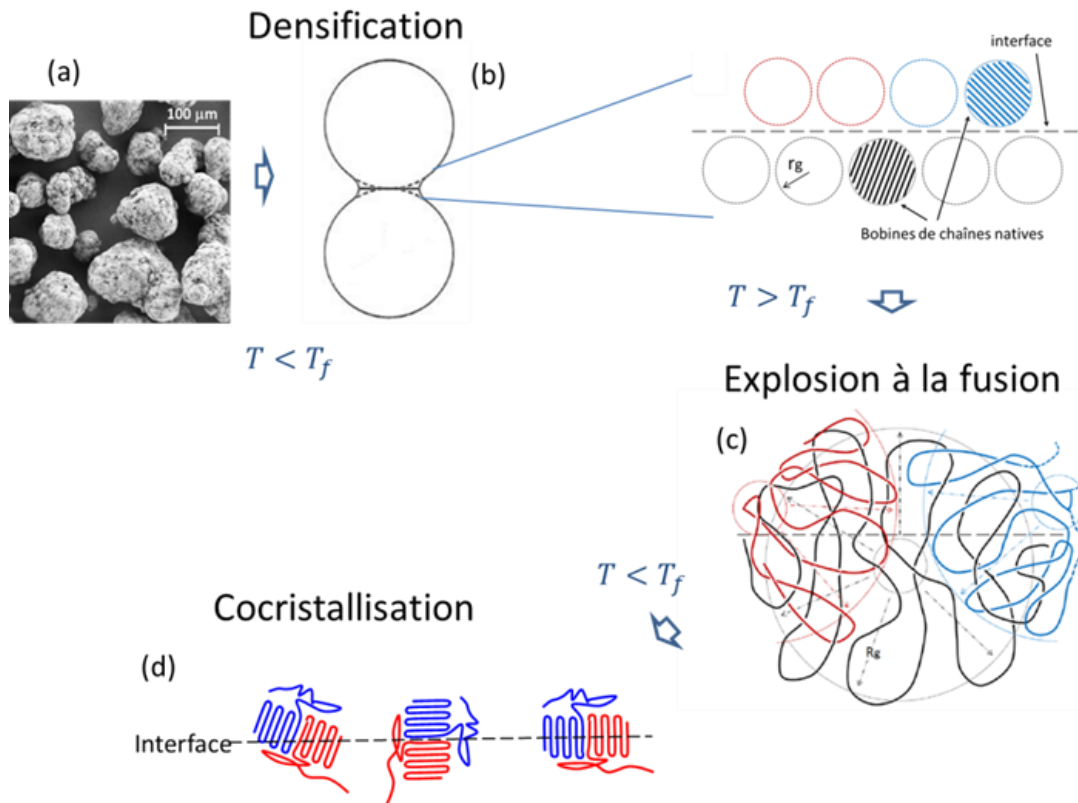 Densification
(a)
100 μm
(b)
interface
rg
Bobines de chaînes natives
T < Tf
T > Tf
Explosion à la fusion
(c)
Rg
T < Tf
Cocristallisation
(d)
Interface